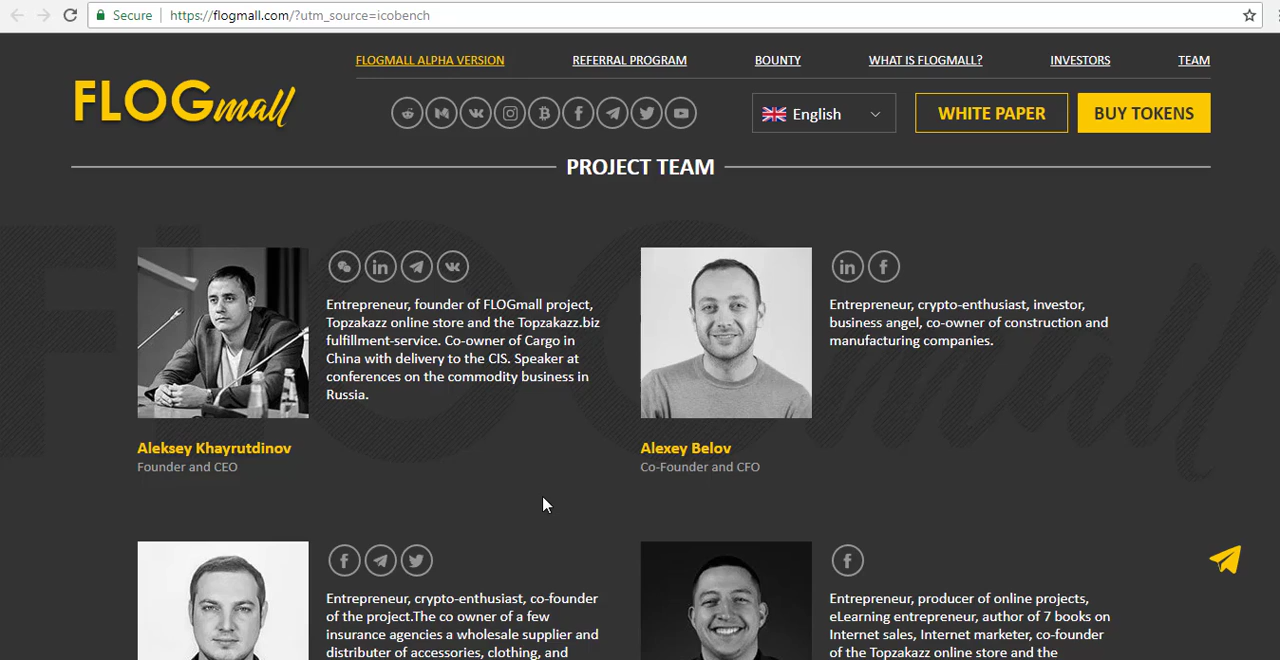 Secure https://flogmall.com/?utm_source=icobench
FLOGMALL ALPHA VERSION REFERRAL PROGRAM BOUNTY WHAT IS FLOGMALL? INVESTORS TEAM
FLOGmall
English
WHITE PAPER
BUY TOKENS
PROJECT TEAM
Entrepreneur, founder of FLOGmall project,
Topzakazz online store and the Topzakazz.biz
fulfillment-service. Co-owner of Cargo in
China with delivery to the CIS. Speaker at
conferences on the commodity business in
Russia.
Aleksey Khayrutdinov
Founder and CEO
Entrepreneur, crypto-enthusiast, investor,
business angel, co-owner of construction and
manufacturing companies.
Alexey Belov
Co-Founder and CFO
Entrepreneur, crypto-enthusiast, co-founder
of the project.The co owner of a few
insurance agencies a wholesale supplier and
distributer of accessories, clothing, and
Entrepreneur, producer of online projects,
eLearning entrepreneur, author of 7 books on
Internet sales, Internet marketer, co-founder
of the Topzakazz online store and the